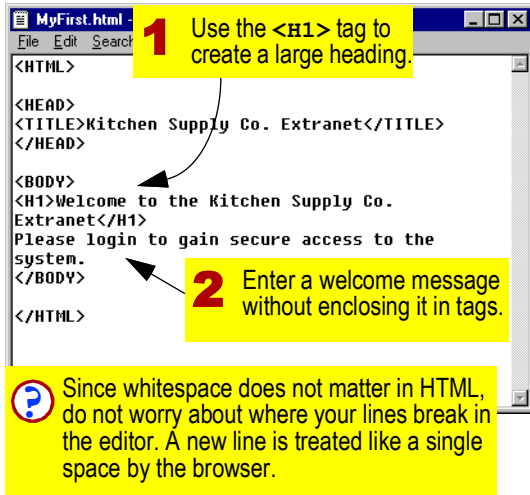 MyFirst.html -
File Edit Search
1 Use the <H1> tag to
create a large heading.
<HTML>
<HEAD>
<TITLE>Kitchen Supply Co. Extranet</TITLE>
</HEAD>
<BODY>
<H1>Welcome to the Kitchen Supply Co.
Extranet</H1>
Please login to gain secure access to the
system.
</BODY>
</HTML>
2 Enter a welcome message
without enclosing it in tags.
? Since whitespace does not matter in HTML,
do not worry about where your lines break in
the editor. A new line is treated like a single
space by the browser.